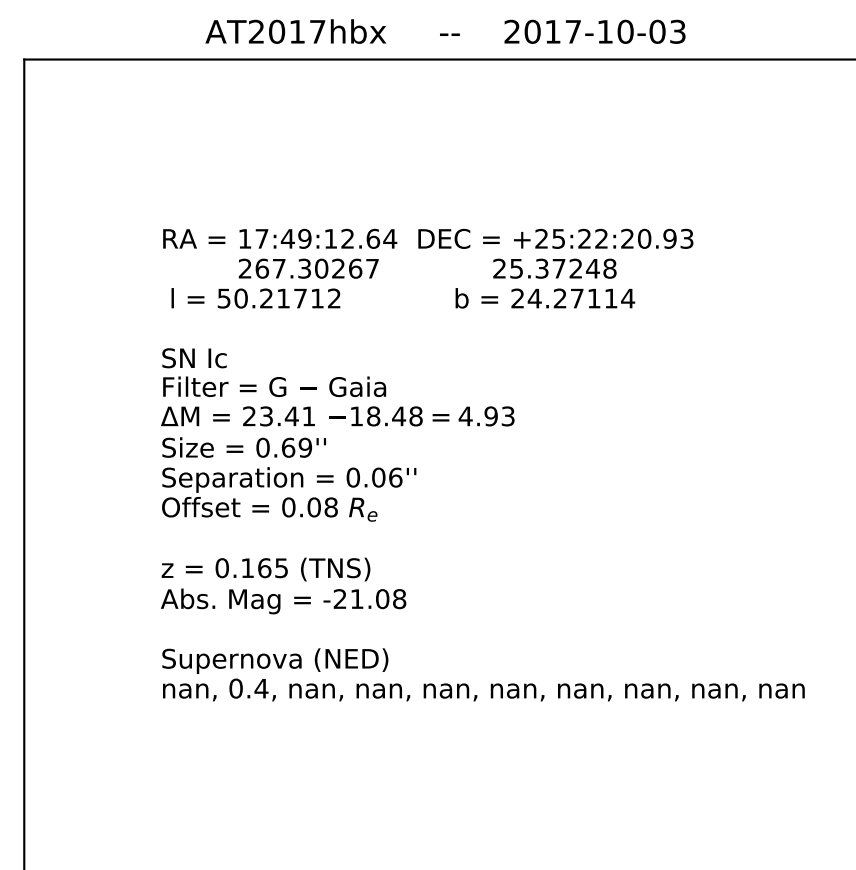 AT2017hbx -- 2017-10-03
RA = 17:49:12.64 DEC = +25:22:20.93
267.30267 25.37248
l = 50.21712 b = 24.27114
SN Ic
Filter = G − Gaia
ΔM = 23.41 −18.48 = 4.93
Size = 0.69''
Separation = 0.06''
Offset = 0.08 Rₑ
z = 0.165 (TNS)
Abs. Mag = -21.08
Supernova (NED)
nan, 0.4, nan, nan, nan, nan, nan, nan, nan, nan